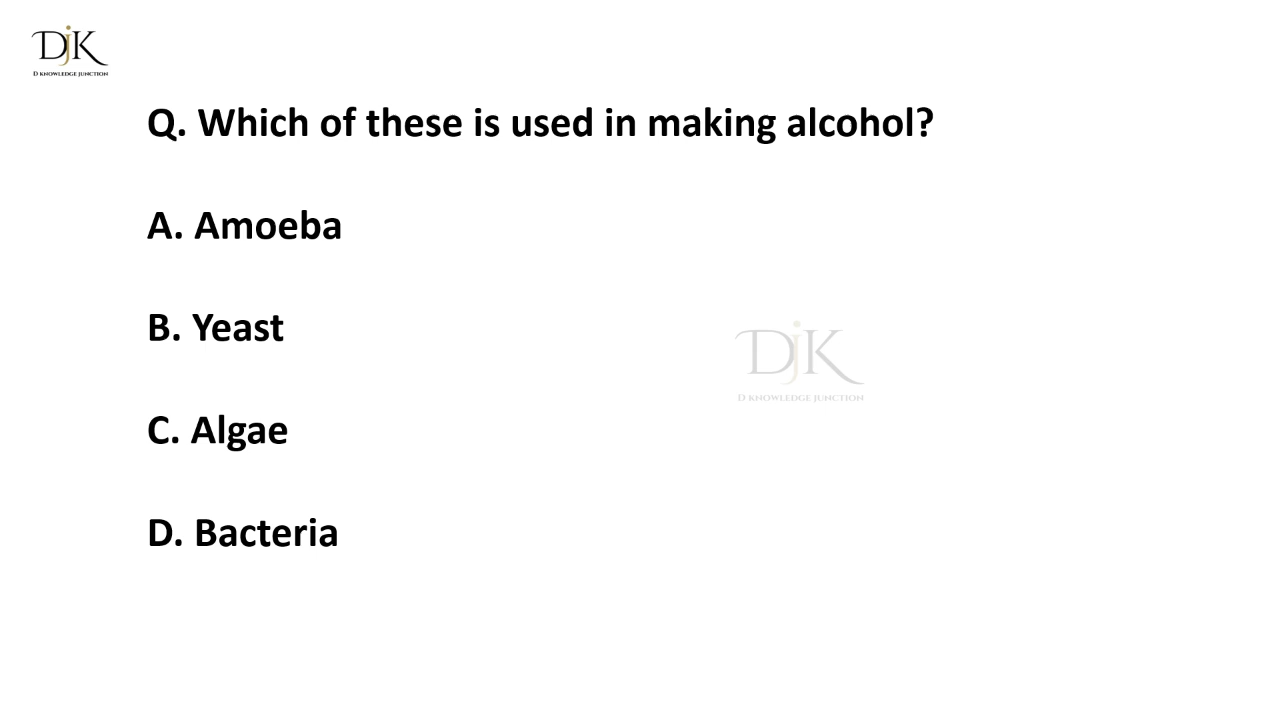 DjK
D KNOWLEDGE JUNCTION
Q. Which of these is used in making alcohol?
A. Amoeba
B. Yeast
DjK
D KNOWLEDGE JUNCTION
C. Algae
D. Bacteria